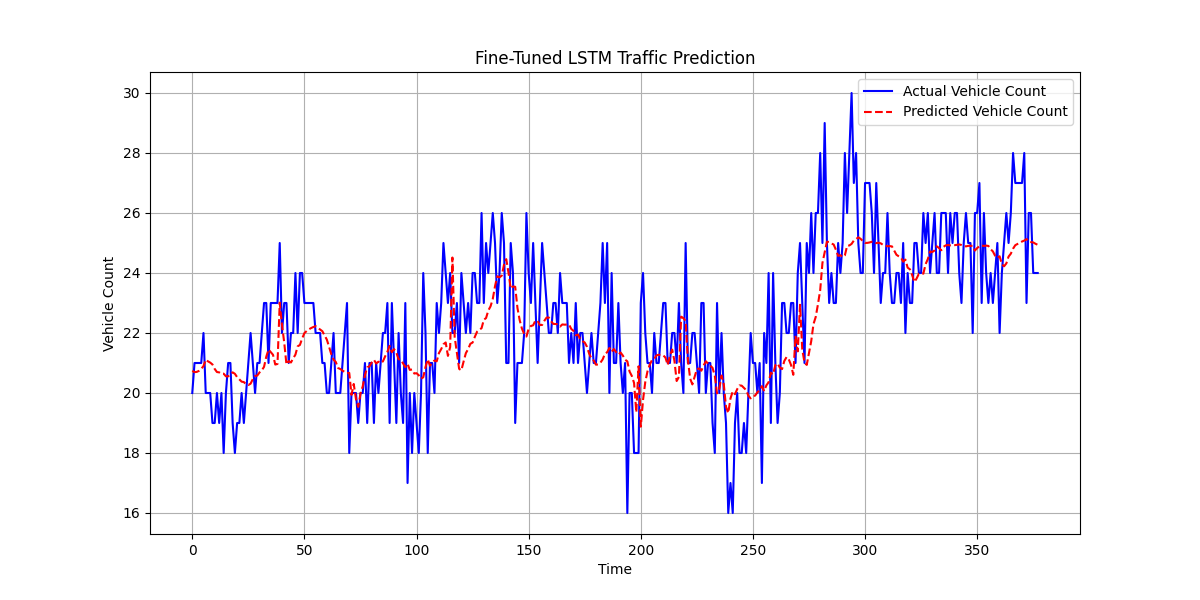 Fine-Tuned LSTM Traffic Prediction
Actual Vehicle Count
Predicted Vehicle Count
Vehicle Count
30
28
26
24
22
20
18
16
0 50 100 150 200 250 300 350
Time